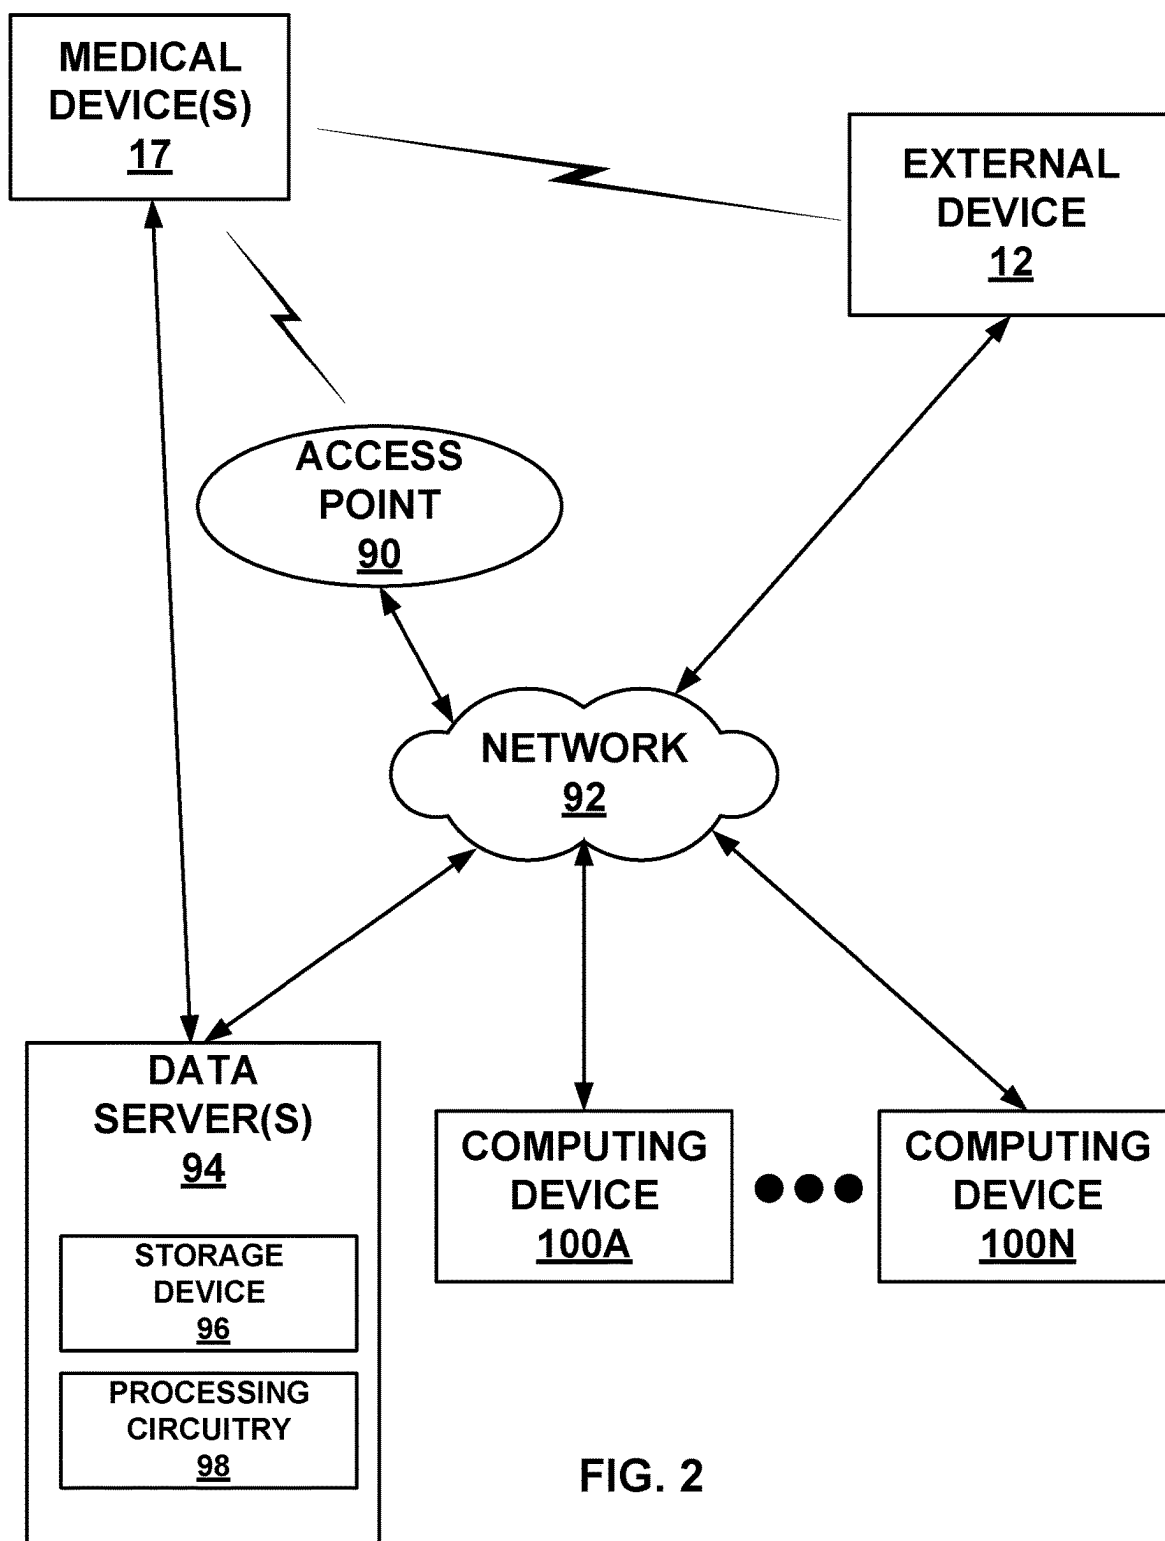 MEDICAL
DEVICE(S)
17
EXTERNAL
DEVICE
12
ACCESS
POINT
90
NETWORK
92
DATA
SERVER(S)
94
STORAGE
DEVICE
96
PROCESSING
CIRCUITRY
98
COMPUTING
DEVICE
100A
COMPUTING
DEVICE
100N
FIG. 2